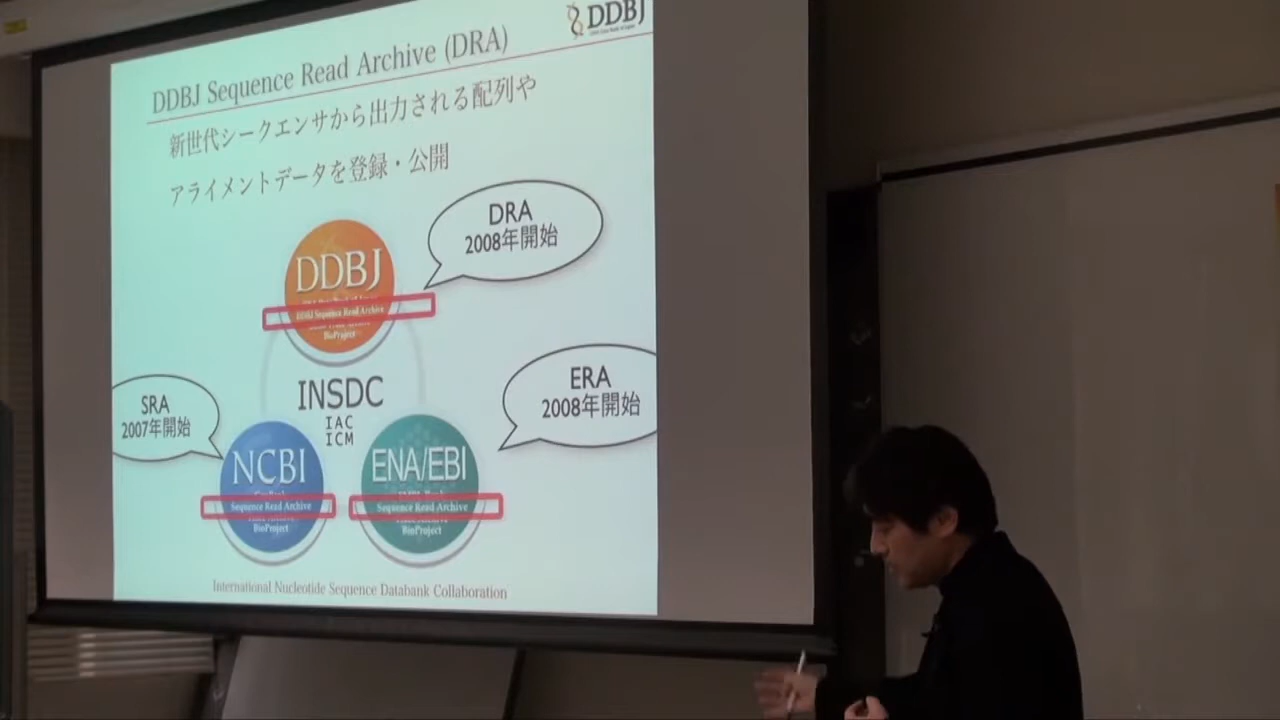 DDBJ
DDBJ Sequence Read Archive (DRA)
新世代シークエンサから出力される配列や
アライメントデータを登録・公開
DRA
2008年開始
DDBJ
DDBJ Sequence Read Archive
BioProject
INSDC
IAC
ICM
ERA
2008年開始
SRA
2007年開始
NCBI
Sequence Read Archive
BioProject
ENA/EBI
Sequence Read Archive
BioProject
International Nucleotide Sequence Databank Collaboration